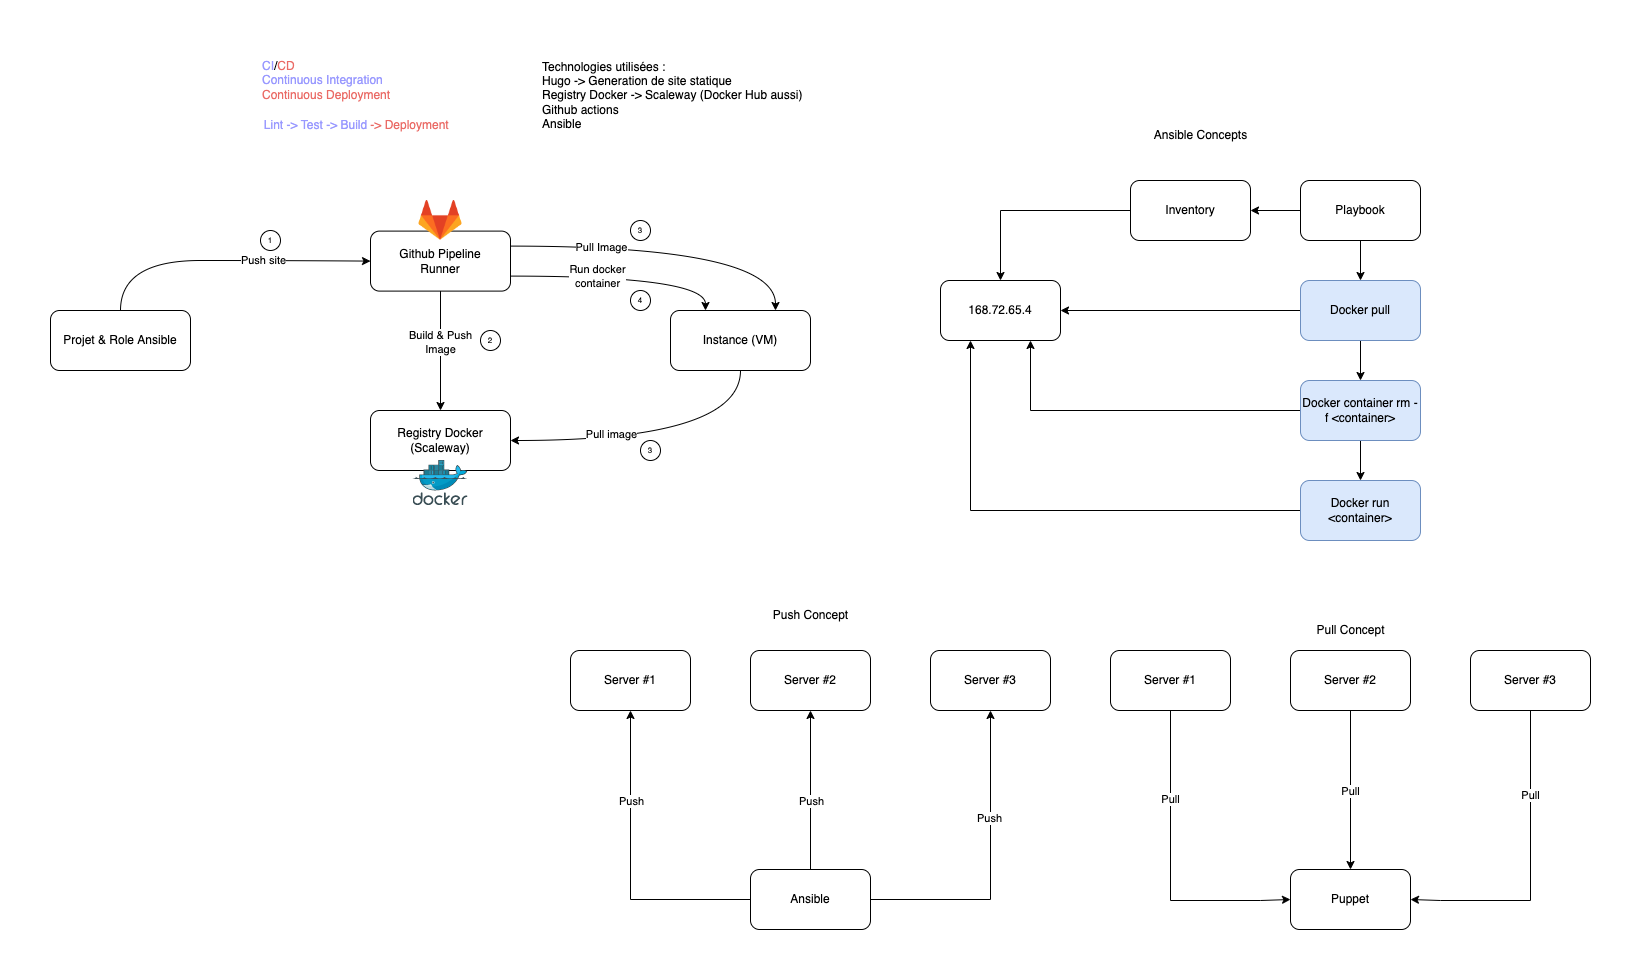 CI/CD
Continuous Integration
Continuous Deployment
Lint -> Test -> Build -> Deployment
Technologies utilisées :
Hugo -> Generation de site statique
Registry Docker -> Scaleway (Docker Hub aussi)
Github actions
Ansible
Projet & Role Ansible
1
Push site
Github Pipeline
Runner
3
Pull Image
Run docker
container
4
Build & Push
Image
2
Instance (VM)
Registry Docker
(Scaleway)
docker
Pull image
3
Ansible Concepts
Inventory
Playbook
168.72.65.4
Docker pull
Docker container rm -
f <container>
Docker run
<container>
Push Concept
Server #1
Server #2
Server #3
Push
Push
Push
Ansible
Pull Concept
Server #1
Server #2
Server #3
Pull
Pull
Pull
Puppet